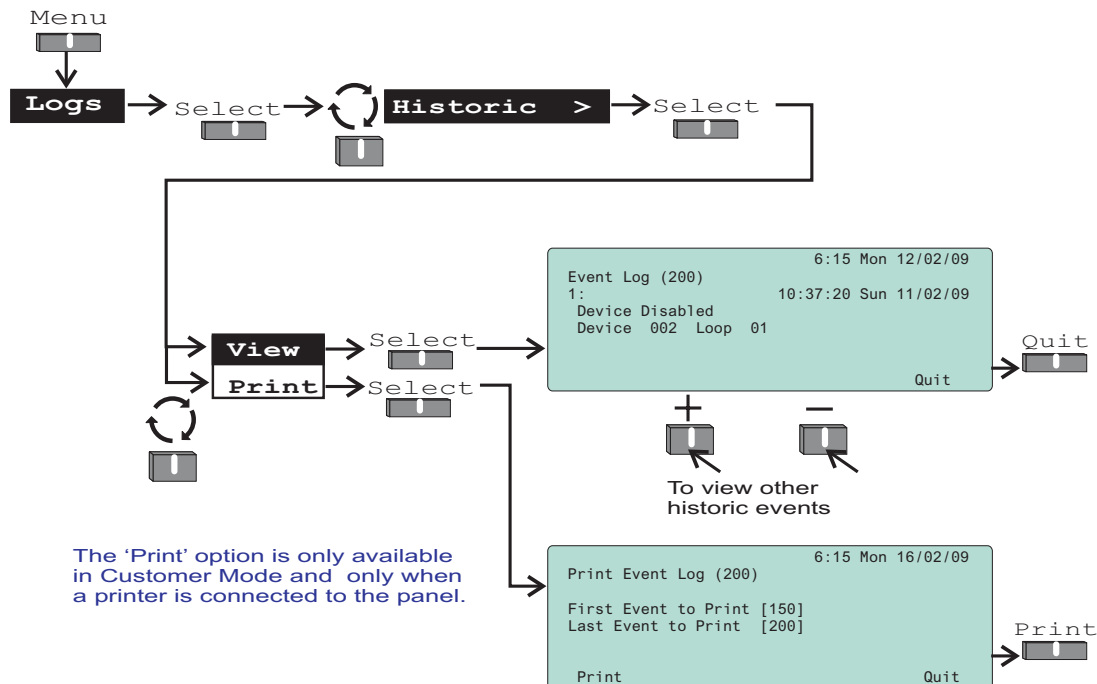 Menu
Logs
Select
Historic >
Select
6:15 Mon 12/02/09
Event Log (200)
1: 10:37:20 Sun 11/02/09
Device Disabled
Device 002 Loop 01
Quit
View
Select
Quit
Print
Select
+ −
To view other
historic events
The 'Print' option is only available
in Customer Mode and only when
a printer is connected to the panel.
6:15 Mon 16/02/09
Print Event Log (200)
First Event to Print [150]
Last Event to Print [200]
Print Quit
Print